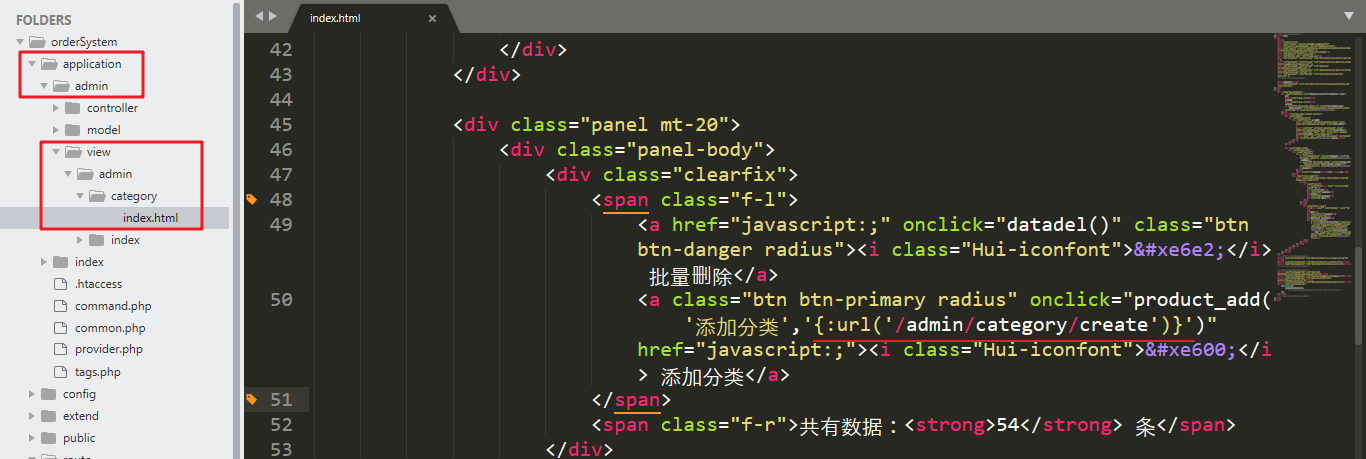 FOLDERS
orderSystem
application
admin
controller
model
view
admin
category
index.html
index
index
.htaccess
command.php
common.php
provider.php
tags.php
config
extend
public
index.html ×
42 </div>
43 </div>
44
45 <div class="panel mt-20">
46 <div class="panel-body">
47 <div class="clearfix">
48 <span class="f-l">
49 <a href="javascript:;" onclick="datadel()" class="btn
btn-danger radius"><i class="Hui-iconfont">&#xe6e2;</i>
批量删除</a>
50 <a class="btn btn-primary radius" onclick="product_add(
'添加分类','{:url('/admin/category/create')}')"
href="javascript:;"><i class="Hui-iconfont">&#xe600;</i
> 添加分类</a>
51 </span>
52 <span class="f-r">共有数据：<strong>54</strong> 条</span>
53 </div>